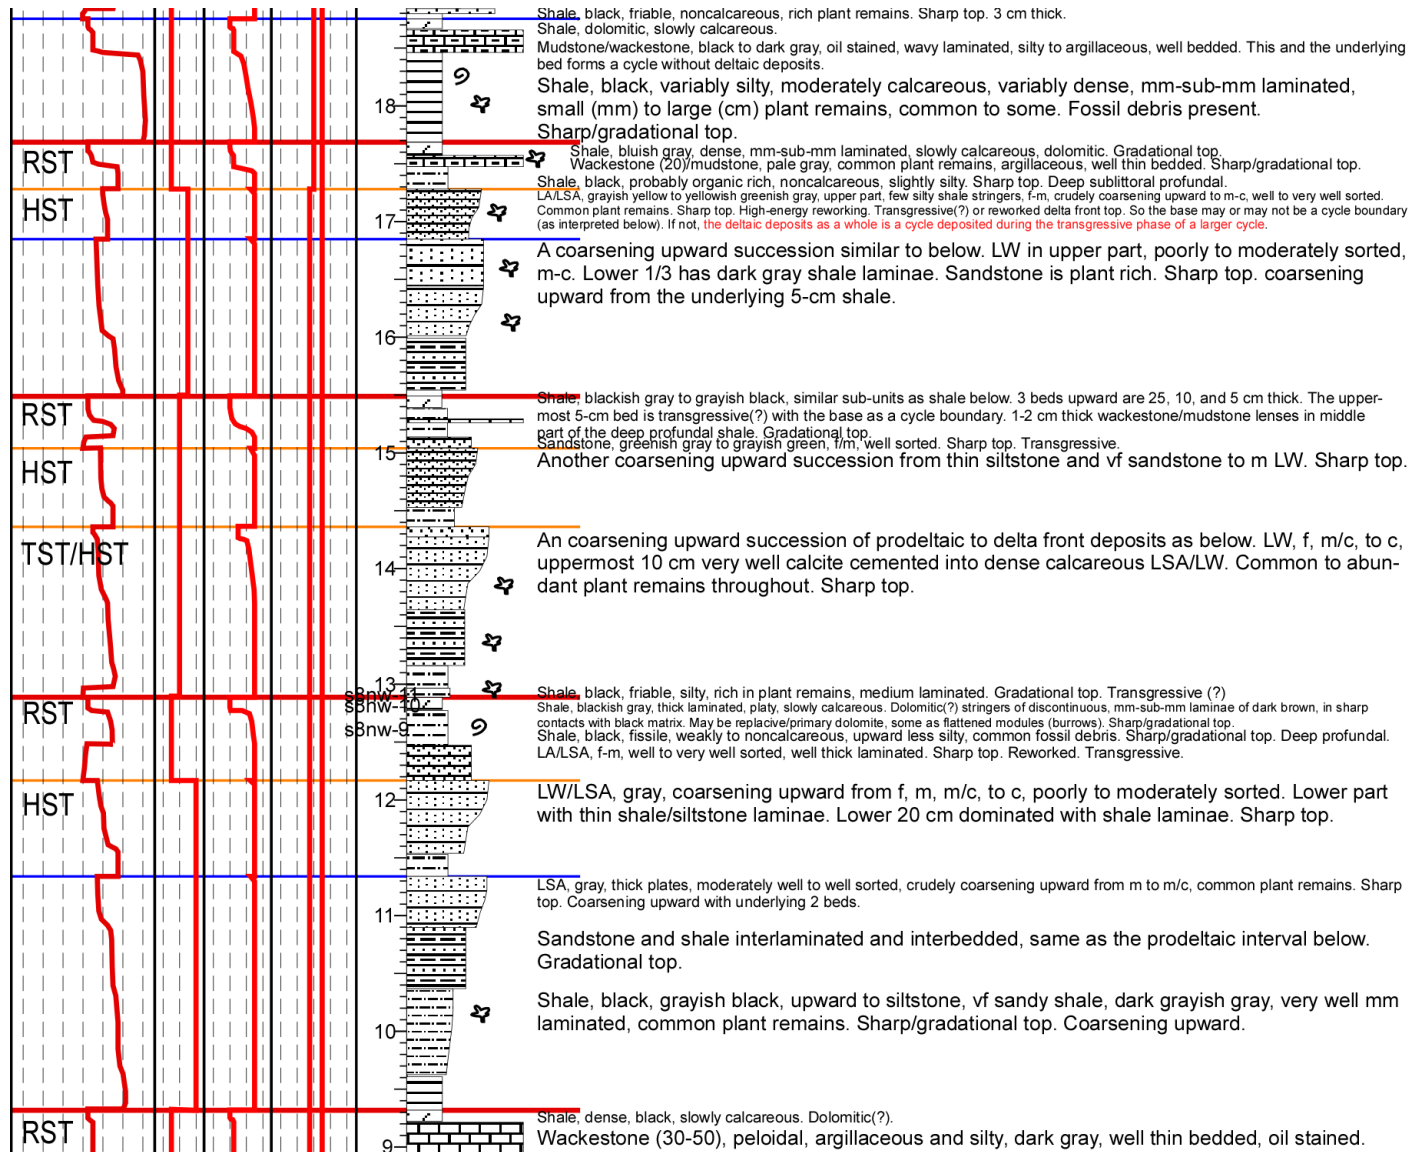 Shale, black, friable, noncalcareous, rich plant remains. Sharp top. 3 cm thick.
Shale, dolomitic, slowly calcareous.
Mudstone/wackestone, black to dark gray, oil stained, wavy laminated, silty to argillaceous, well bedded. This and the underlying
bed forms a cycle without deltaic deposits.
Shale, black, variably silty, moderately calcareous, variably dense, mm-sub-mm laminated,
18
small (mm) to large (cm) plant remains, common to some. Fossil debris present.
Sharp/gradational top.
RST
Shale, bluish gray, dense, mm-sub-mm laminated, slowly calcareous, dolomitic. Gradational top.
Wackestone (20)/mudstone, pale gray, common plant remains, argillaceous, well thin bedded. Sharp/gradational top.
Shale, black, probably organic rich, noncalcareous, slightly silty. Sharp top. Deep sublittoral profundal.
HST
LA/LSA, grayish yellow to yellowish greenish gray, upper part, few silty shale stringers, f-m, crudely coarsening upward to m-c, well to very well sorted.
Common plant remains. Sharp top. High-energy reworking. Transgressive(?) or reworked delta front top. So the base may or may not be a cycle boundary
17
(as interpreted below). If not, the deltaic deposits as a whole is a cycle deposited during the transgressive phase of a larger cycle.
A coarsening upward succession similar to below. LW in upper part, poorly to moderately sorted,
m-c. Lower 1/3 has dark gray shale laminae. Sandstone is plant rich. Sharp top. coarsening
upward from the underlying 5-cm shale.
16
RST
Shale, blackish gray to grayish black, similar sub-units as shale below. 3 beds upward are 25, 10, and 5 cm thick. The upper-
most 5-cm bed is transgressive(?) with the base as a cycle boundary. 1-2 cm thick wackestone/mudstone lenses in middle
part of the deep profundal shale. Gradational top.
Sandstone, greenish gray to grayish green, f/m, well sorted. Sharp top. Transgressive.
15
HST
Another coarsening upward succession from thin siltstone and vf sandstone to m LW. Sharp top.
TST/HST
An coarsening upward succession of prodeltaic to delta front deposits as below. LW, f, m/c, to c,
14
uppermost 10 cm very well calcite cemented into dense calcareous LSA/LW. Common to abun-
dant plant remains throughout. Sharp top.
13
s8nw-11
Shale, black, friable, silty, rich in plant remains, medium laminated. Gradational top. Transgressive (?)
RST
s8nw-10
Shale, blackish gray, thick laminated, platy, slowly calcareous. Dolomitic(?) stringers of discontinuous, mm-sub-mm laminae of dark brown, in sharp
contacts with black matrix. May be replacive/primary dolomite, some as flattened modules (burrows). Sharp/gradational top.
s8nw-9
Shale, black, fissile, weakly to noncalcareous, upward less silty, common fossil debris. Sharp/gradational top. Deep profundal.
LA/LSA, f-m, well to very well sorted, well thick laminated. Sharp top. Reworked. Transgressive.
HST
12
LW/LSA, gray, coarsening upward from f, m, m/c, to c, poorly to moderately sorted. Lower part
with thin shale/siltstone laminae. Lower 20 cm dominated with shale laminae. Sharp top.
LSA, gray, thick plates, moderately well to well sorted, crudely coarsening upward from m to m/c, common plant remains. Sharp
top. Coarsening upward with underlying 2 beds.
11
Sandstone and shale interlaminated and interbedded, same as the prodeltaic interval below.
Gradational top.
Shale, black, grayish black, upward to siltstone, vf sandy shale, dark grayish gray, very well mm
10
laminated, common plant remains. Sharp/gradational top. Coarsening upward.
RST
Shale, dense, black, slowly calcareous. Dolomitic(?).
9
Wackestone (30-50), peloidal, argillaceous and silty, dark gray, well thin bedded, oil stained.